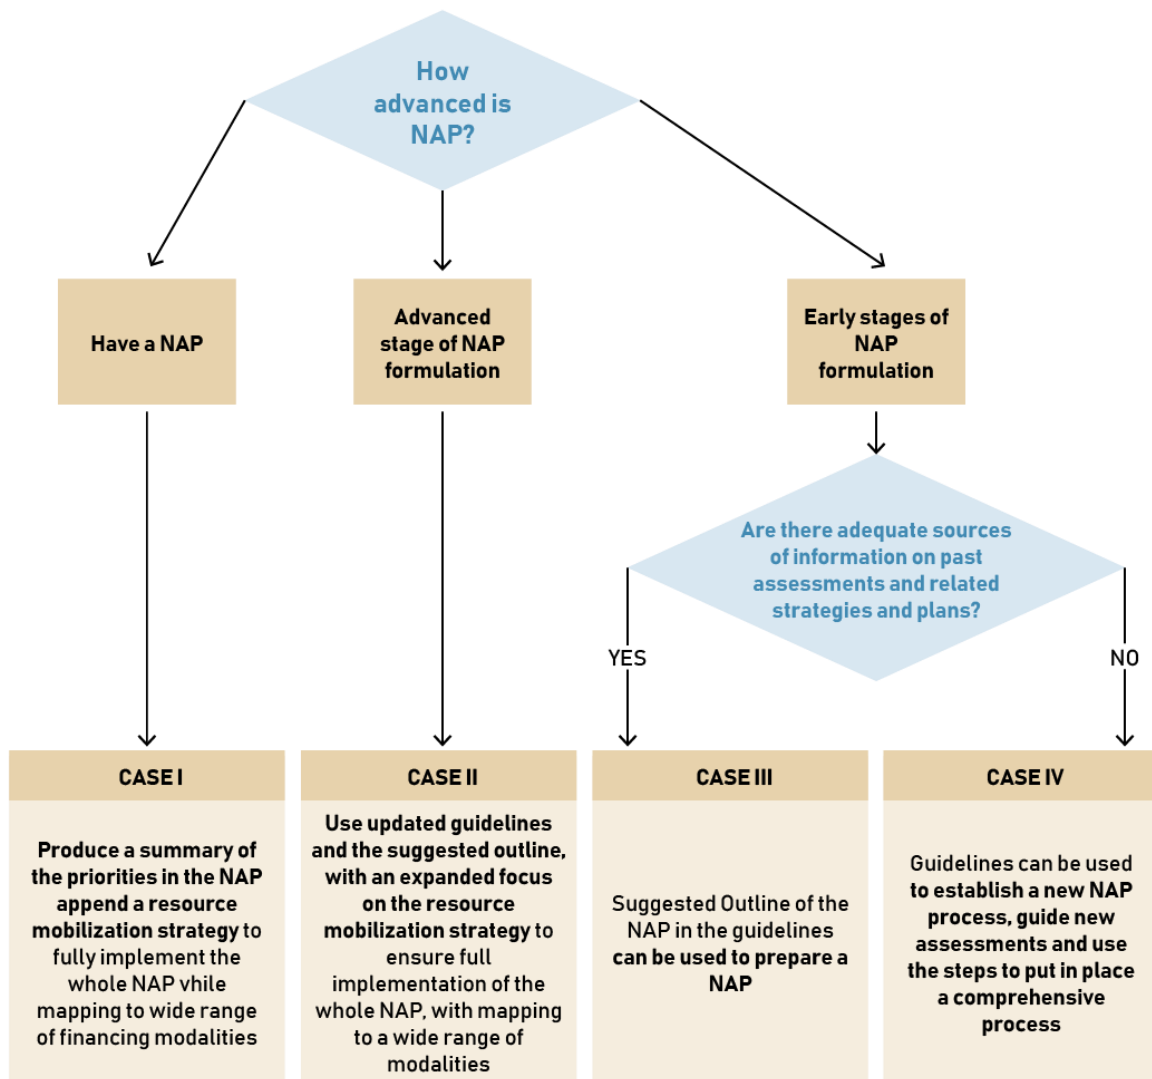 How
advanced is
NAP?
Have a NAP
Advanced
stage of NAP
formulation
Early stages of
NAP
formulation
Are there adequate sources
of information on past
assessments and related
strategies and plans?
YES
NO
CASE I
Produce a summary of
the priorities in the NAP
append a resource
mobilization strategy to
fully implement the
whole NAP vhile
mapping to wide range
of financing modalities
CASE II
Use updated guidelines
and the suggested outline,
with an expanded focus
on the resource
mobilization strategy to
ensure full
implementation of the
whole NAP, with mapping
to a wide range of
modalities
CASE III
Suggested Outline of the
NAP in the guidelines
can be used to prepare a
NAP
CASE IV
Guidelines can be used
to establish a new NAP
process, guide new
assessments and use
the steps to put in place
a comprehensive
process